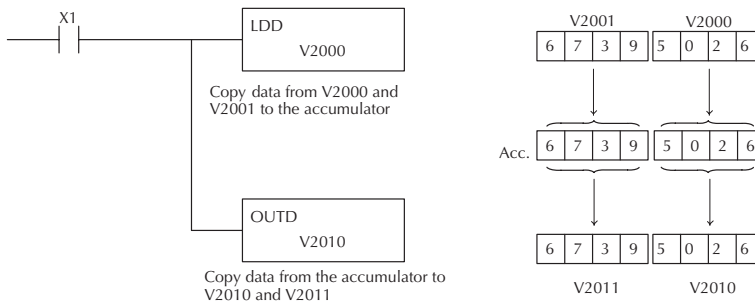 X1
LDD
V2000
Copy data from V2000 and
V2001 to the accumulator
OUTD
V2010
Copy data from the accumulator to
V2010 and V2011
V2001 V2000
6 7 3 9 5 0 2 6
Acc. 6 7 3 9 5 0 2 6
6 7 3 9 5 0 2 6
V2011 V2010